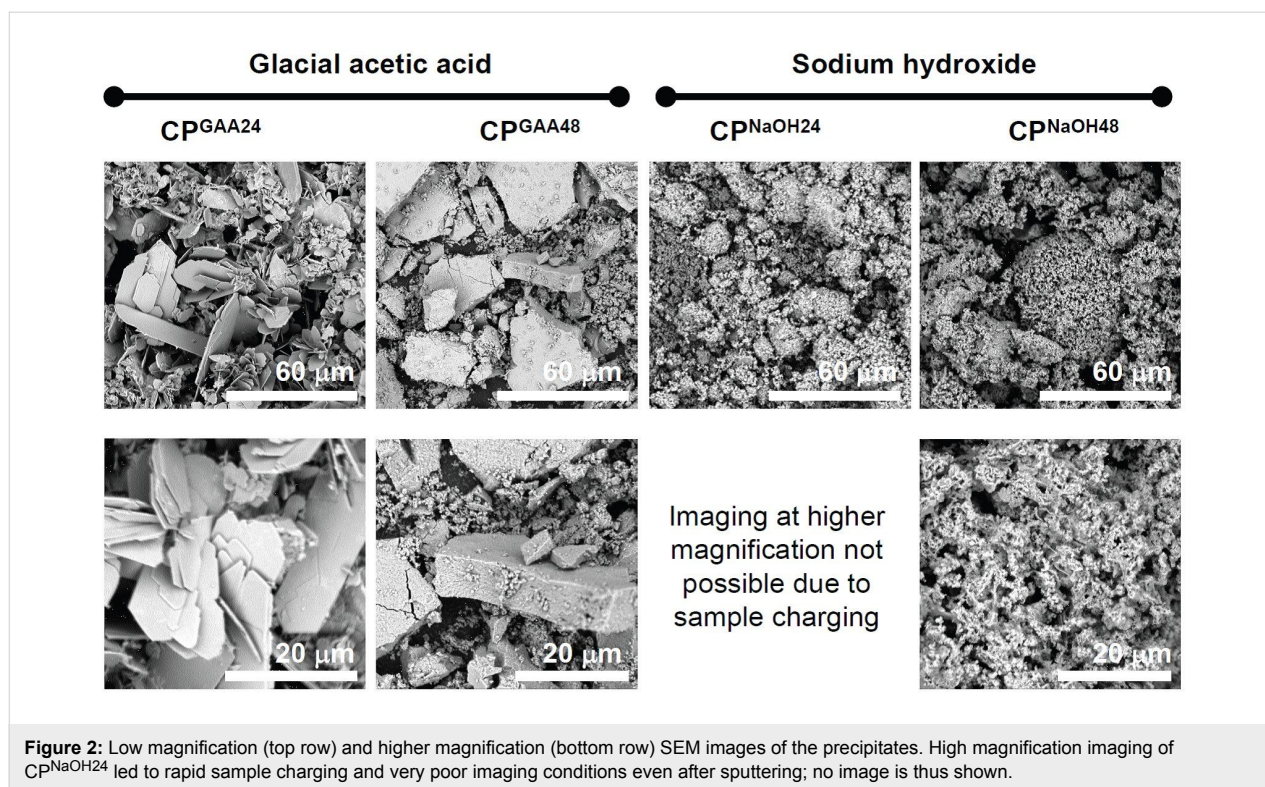 Glacial acetic acid
Sodium hydroxide
CPGAA24
CPGAA48
CPNaOH24
CPNaOH48
60 μm
60 μm
60 μm
60 μm
20 μm
20 μm
Imaging at higher
magnification not
possible due to
sample charging
20 μm
Figure 2: Low magnification (top row) and higher magnification (bottom row) SEM images of the precipitates. High magnification imaging of
CPNaOH24 led to rapid sample charging and very poor imaging conditions even after sputtering; no image is thus shown.